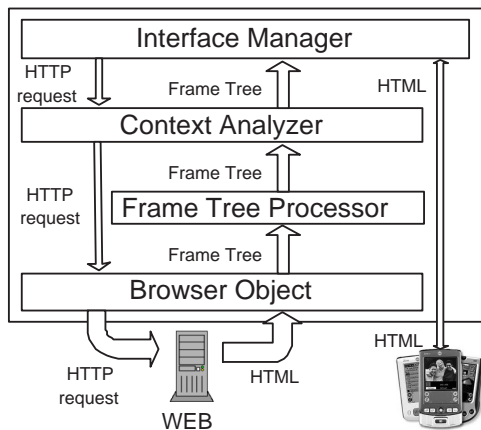 Interface Manager
HTTP
request
Frame Tree
HTML
Context Analyzer
Frame Tree
HTTP
request
Frame Tree Processor
Frame Tree
Browser Object
HTML
HTTP
request
HTML
WEB